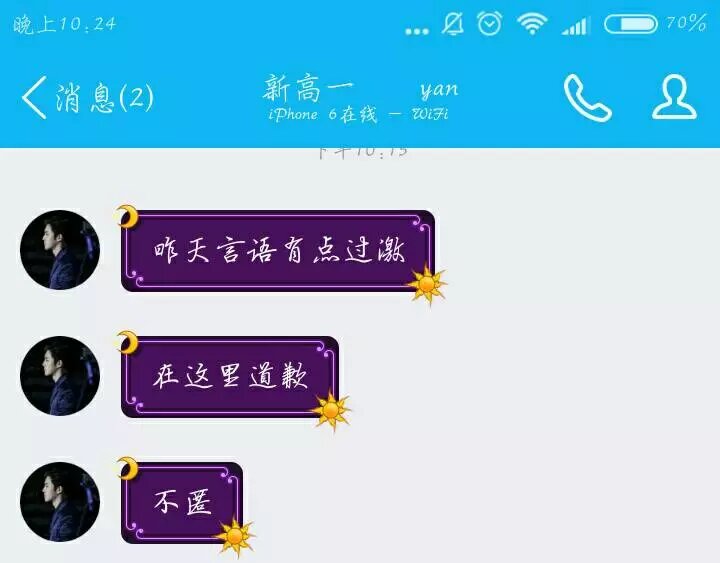 晚上10:24
70%
消息(2)
新高一 yan
iPhone 6在线 - WiFi
下午10:15
昨天言语有点过激
在这里道歉
不匿